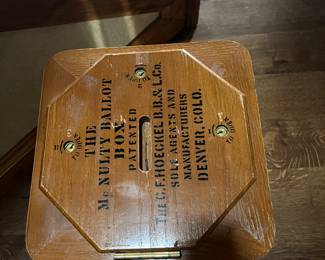 THE
McNULTY BALLOT
BOX
PATENTED
THE C.F. HOECKEL B.B.& L.Co.
SOLE AGENTS AND
MANUFACTURERS
DENVER, COLO.